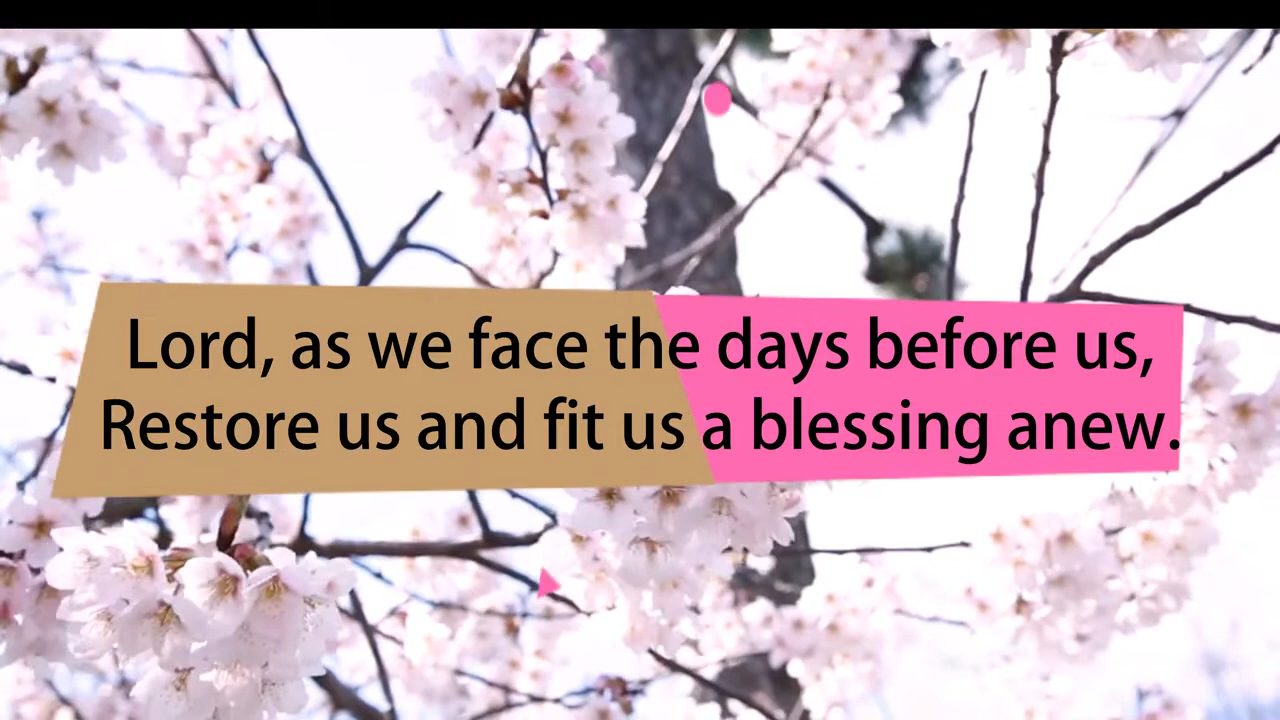 Lord, as we face the days before us,
Restore us and fit us a blessing anew.